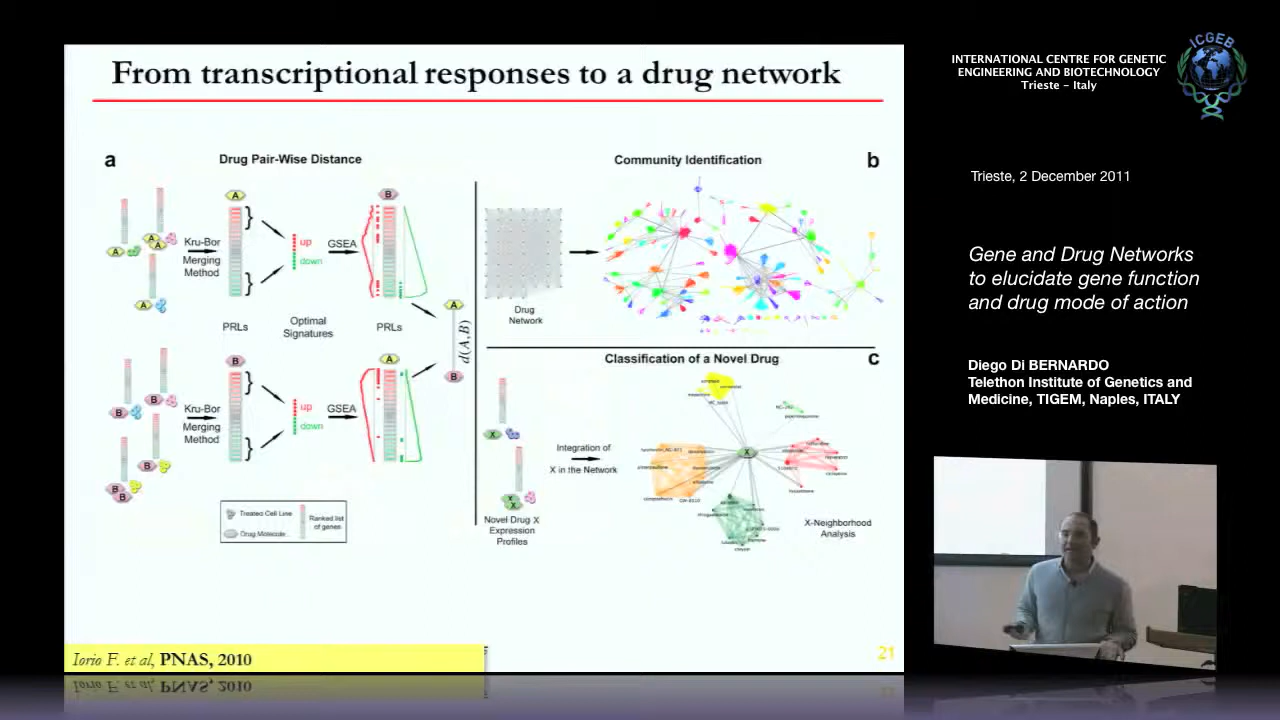 From transcriptional responses to a drug network
a
Drug Pair-Wise Distance
A
B
A
A
A
A
Kru-Bor
Merging
Method
up
down
GSEA
PRLs
Optimal
Signatures
PRLs
A
d(A,B)
B
B
A
B
B
B
B
B
Kru-Bor
Merging
Method
up
down
GSEA
Treated Cell Line
Drug Molecule
Ranked list
of genes
Community Identification
b
Drug
Network
Classification of a Novel Drug
c
X
X
X
Novel Drug X
Expression
Profiles
Integration of
X in the Network
X
X-Neighborhood
Analysis
Iorio F. et al, PNAS, 2010
21
INTERNATIONAL CENTRE FOR GENETIC
ENGINEERING AND BIOTECHNOLOGY
Trieste - Italy
ICGEB
Trieste, 2 December 2011
Gene and Drug Networks
to elucidate gene function
and drug mode of action
Diego Di BERNARDO
Telethon Institute of Genetics and
Medicine, TIGEM, Naples, ITALY